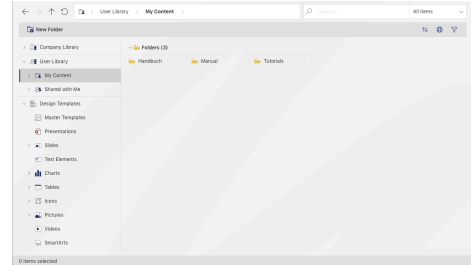 User Library My Content Search All Items
New Folder
Company Library
User Library
My Content
Shared with Me
Design Templates
Master Templates
Presentations
Slides
Text Elements
Charts
Tables
Icons
Pictures
Videos
SmartArts
Folders (3)
Handbuch Manual Tutorials
0 items selected